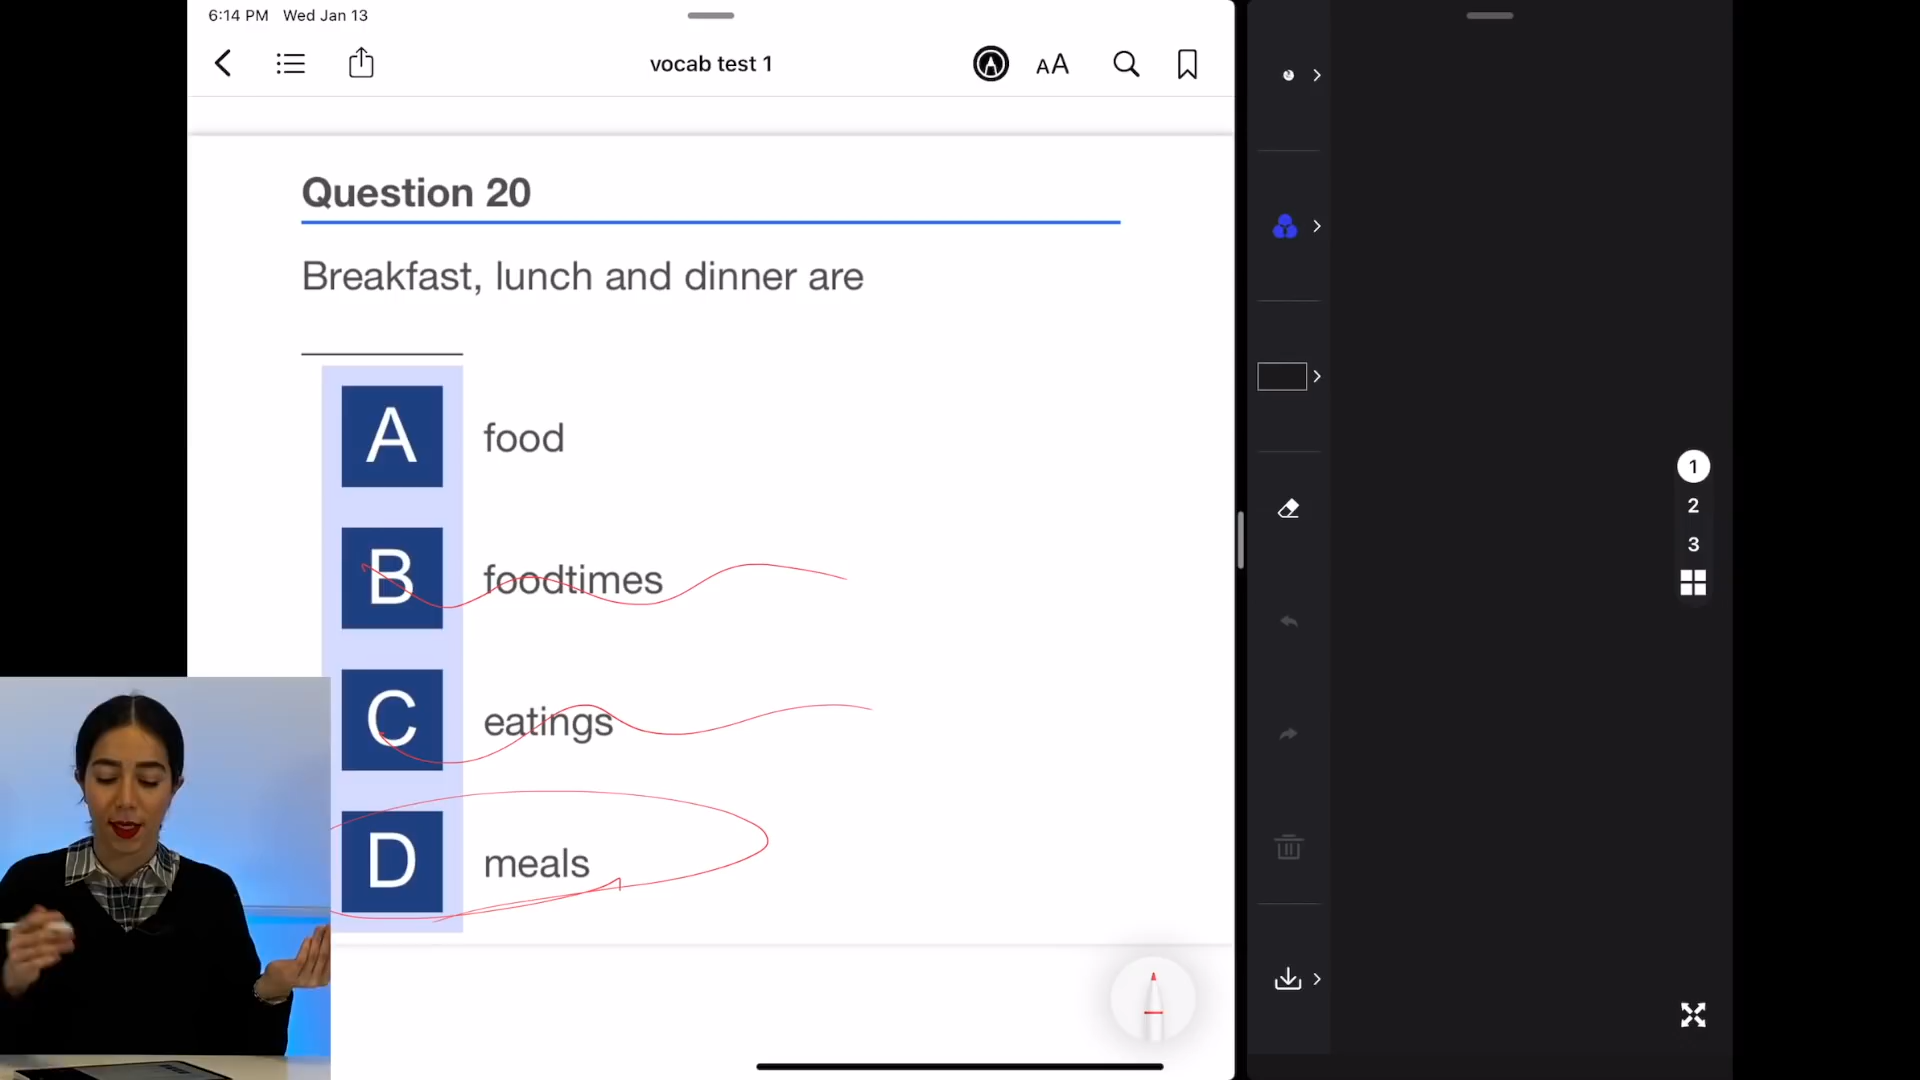 6:14 PM Wed Jan 13
vocab test 1
AA
Question 20
Breakfast, lunch and dinner are
A food
B foodtimes
C eatings
D meals
1
2
3